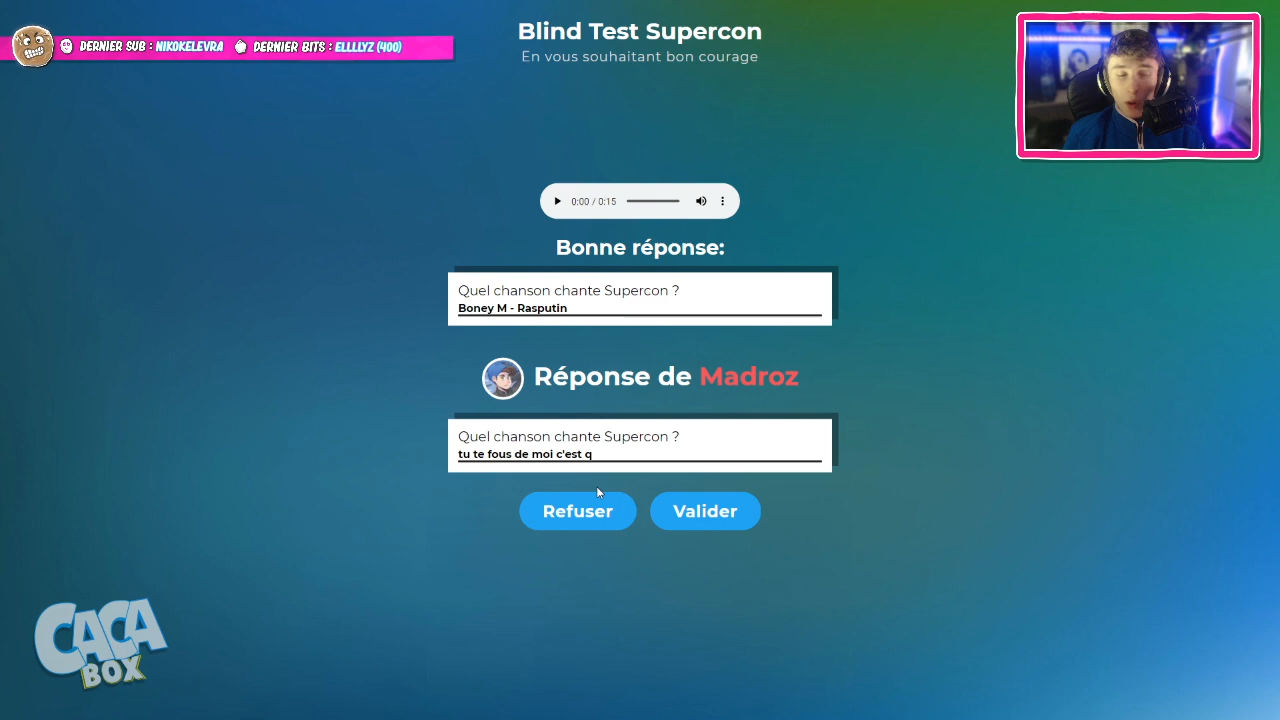 Blind Test Supercon
En vous souhaitant bon courage
DERNIER SUB : NIKOKELEVRA DERNIER BITS : ELLLLYZ (400)
0:00 / 0:15
Bonne réponse:
Quel chanson chante Supercon ?
Boney M - Rasputin
Réponse de Madroz
Quel chanson chante Supercon ?
tu te fous de moi c'est q
Refuser Valider
CACA
BOX